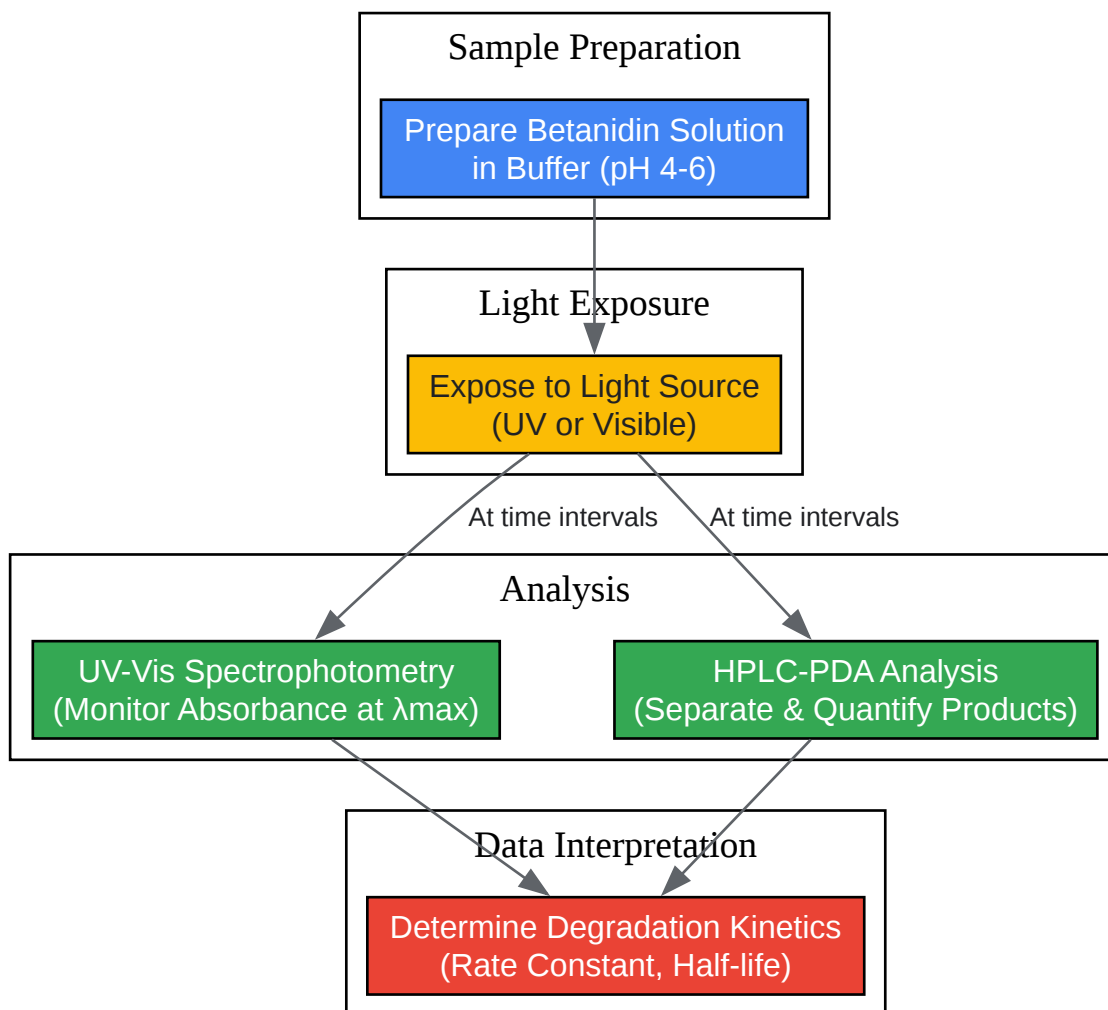 Sample Preparation
Prepare Betanidin Solution
in Buffer (pH 4-6)
Light Exposure
Expose to Light Source
(UV or Visible)
At time intervals
At time intervals
Analysis
UV-Vis Spectrophotometry
(Monitor Absorbance at λmax)
HPLC-PDA Analysis
(Separate & Quantify Products)
Data Interpretation
Determine Degradation Kinetics
(Rate Constant, Half-life)